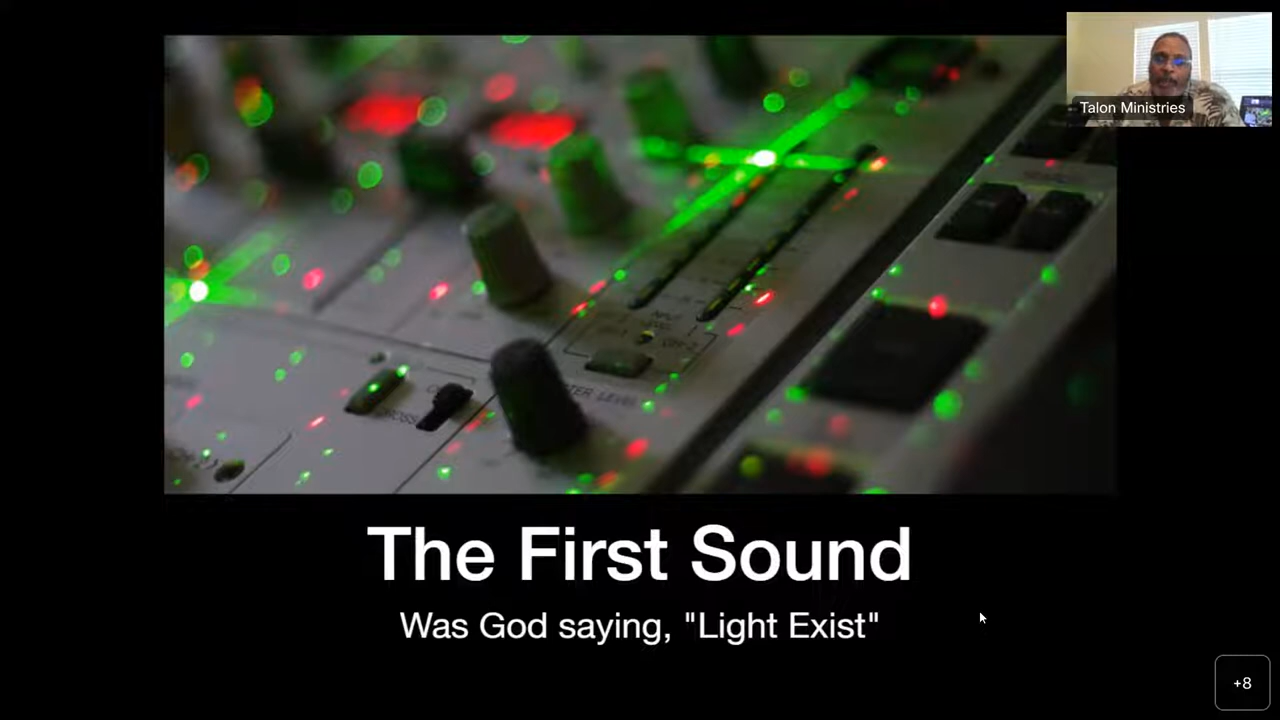 Talon Ministries
The First Sound
Was God saying, "Light Exist"
+8